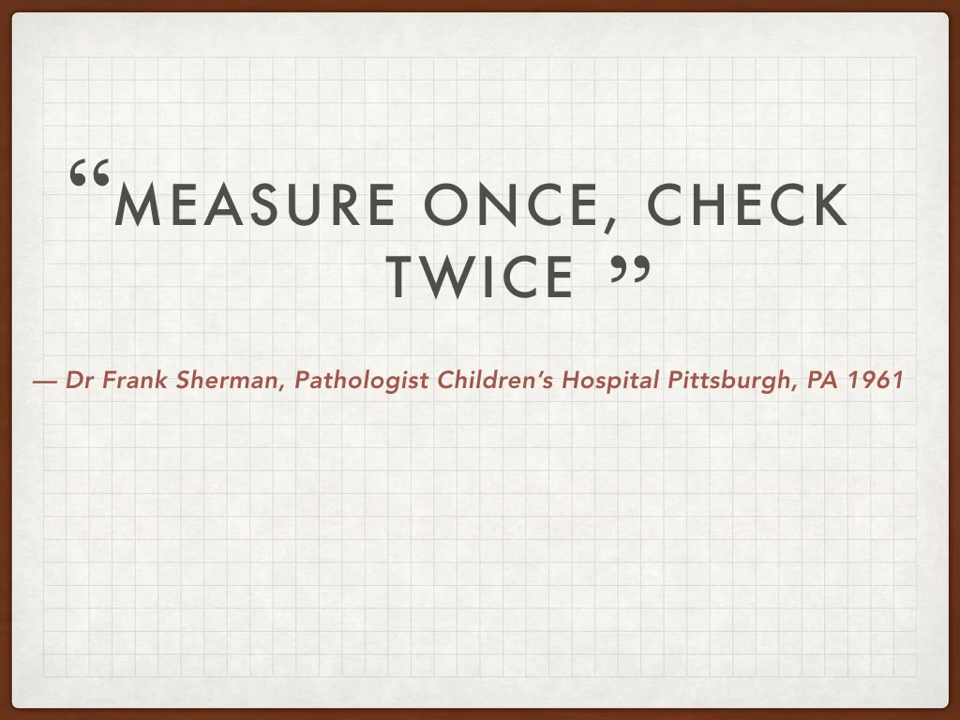 “MEASURE ONCE, CHECK
TWICE ”
— Dr Frank Sherman, Pathologist Children’s Hospital Pittsburgh, PA 1961